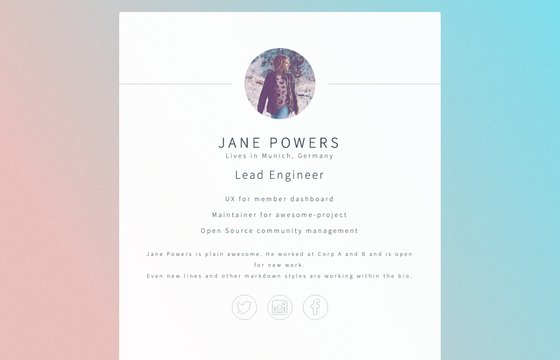 JANE POWERS
Lives in Munich, Germany
Lead Engineer
UX for member dashboard
Maintainer for awesome-project
Open Source community management
Jane Powers is plain awesome. He worked at Corp A and B and is open
for new work.
Even new lines and other markdown styles are working within the bio.